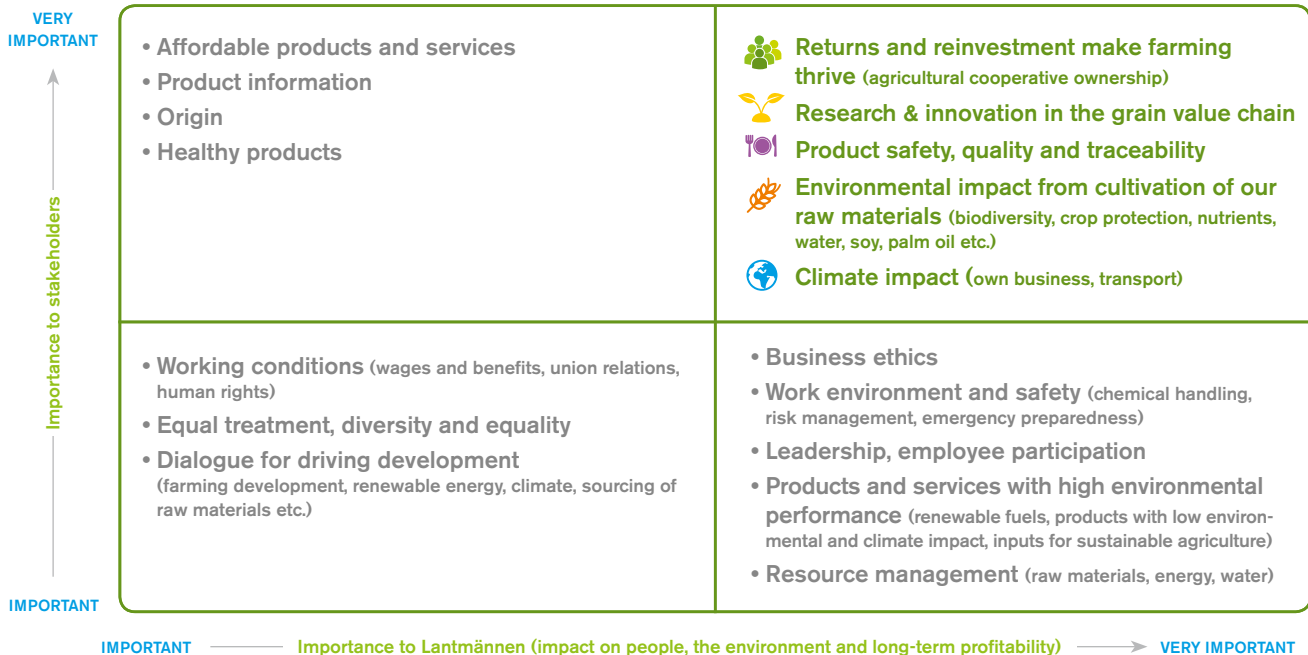 VERY
IMPORTANT
Importance to stakeholders
IMPORTANT
• Affordable products and services
• Product information
• Origin
• Healthy products
Returns and reinvestment make farming
thrive (agricultural cooperative ownership)
Research & innovation in the grain value chain
Product safety, quality and traceability
Environmental impact from cultivation of our
raw materials (biodiversity, crop protection, nutrients,
water, soy, palm oil etc.)
Climate impact (own business, transport)
• Working conditions (wages and benefits, union relations,
human rights)
• Equal treatment, diversity and equality
• Dialogue for driving development
(farming development, renewable energy, climate, sourcing of
raw materials etc.)
• Business ethics
• Work environment and safety (chemical handling,
risk management, emergency preparedness)
• Leadership, employee participation
• Products and services with high environmental
performance (renewable fuels, products with low environ-
mental and climate impact, inputs for sustainable agriculture)
• Resource management (raw materials, energy, water)
IMPORTANT
Importance to Lantmännen (impact on people, the environment and long-term profitability)
VERY IMPORTANT